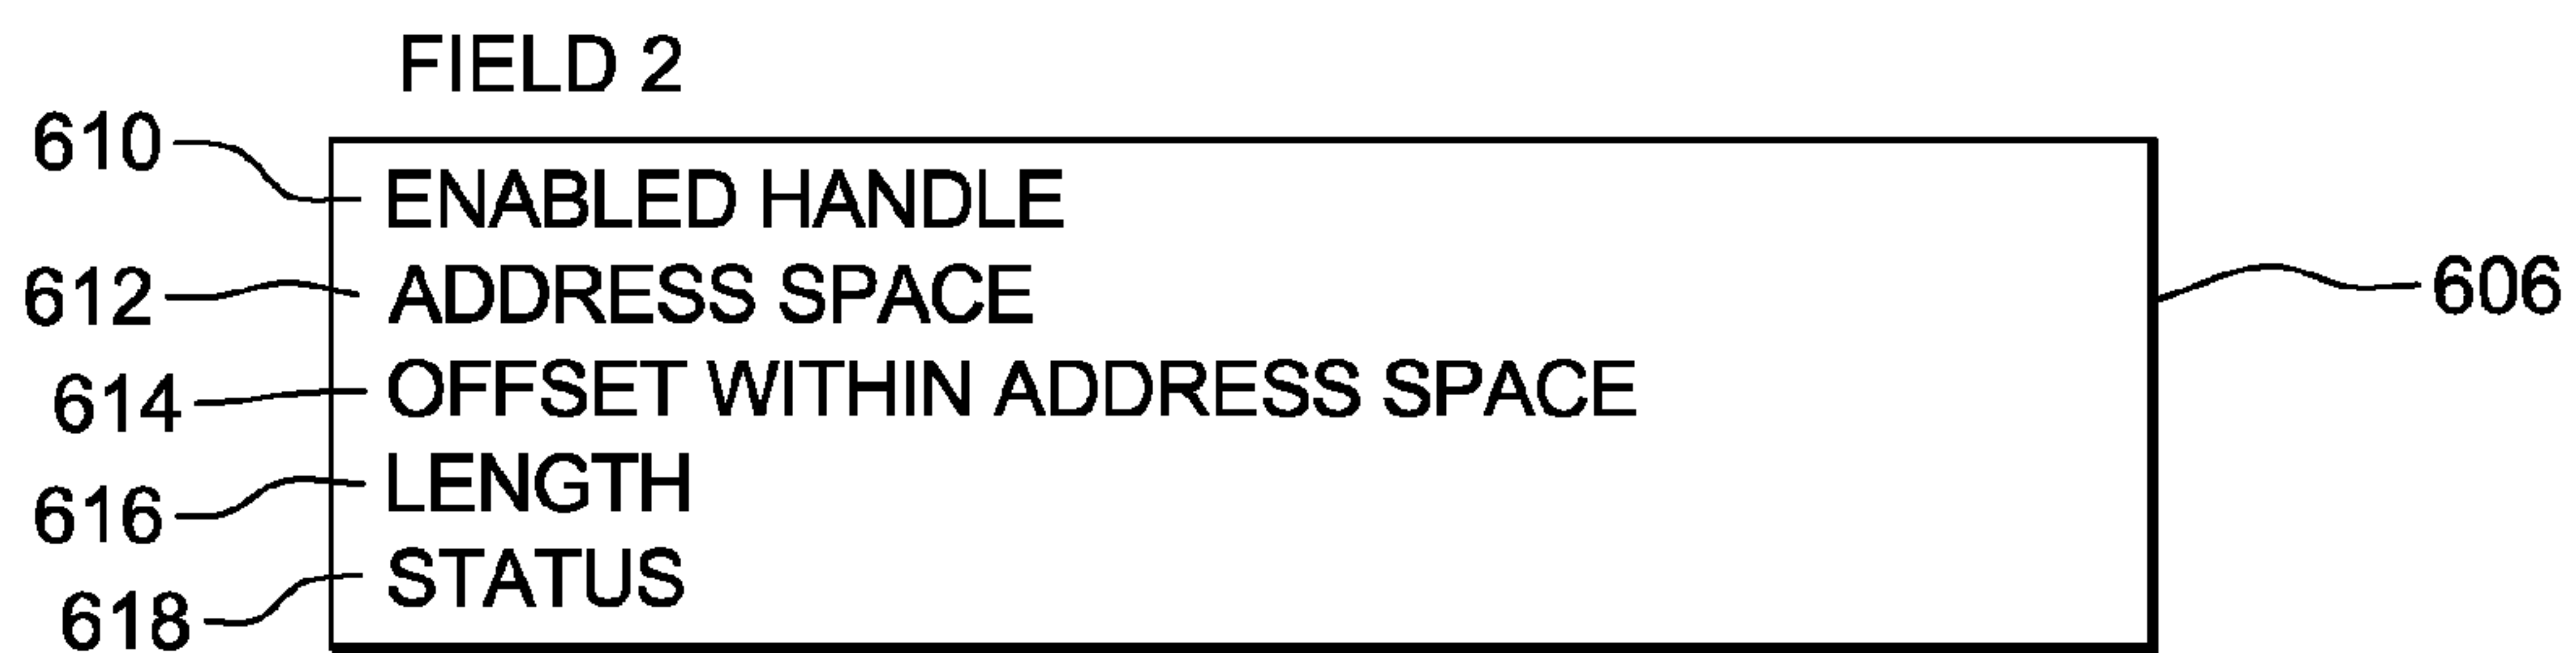 FIELD 2
610 ENABLED HANDLE
612 ADDRESS SPACE
606
614 OFFSET WITHIN ADDRESS SPACE
616 LENGTH
618 STATUS